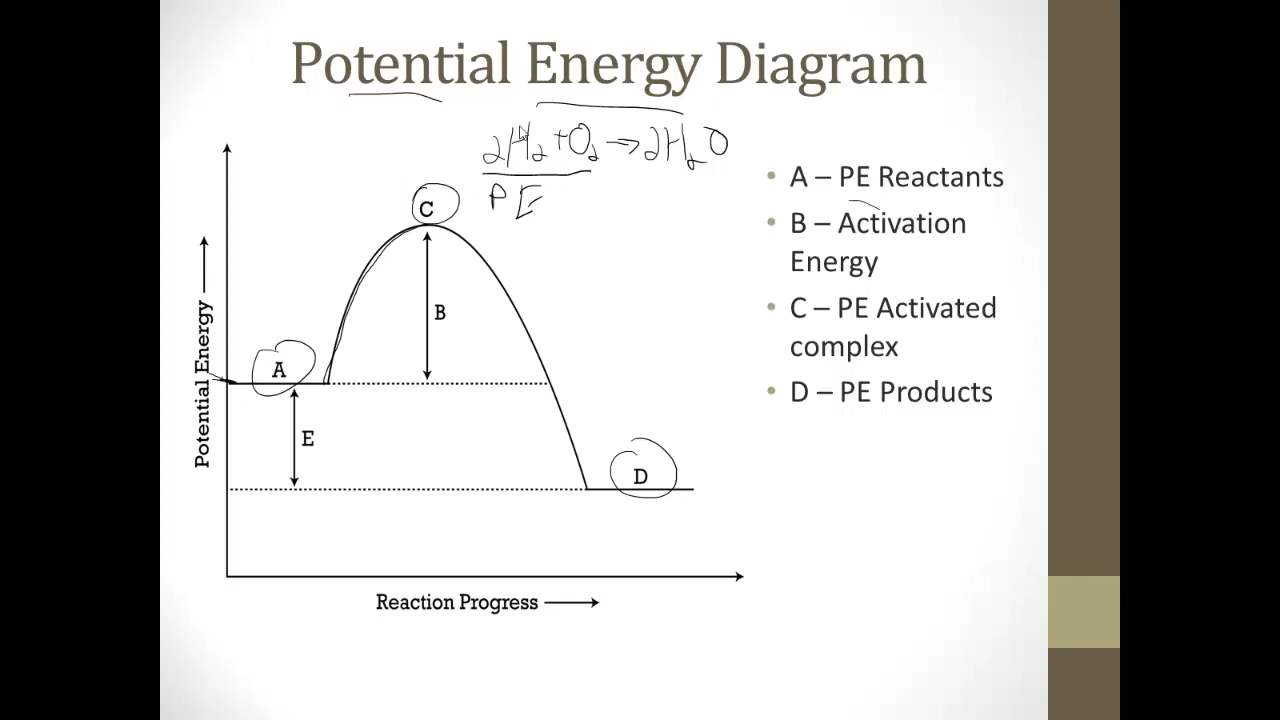 Potential Energy Diagram
2H₂ + O₂ → 2H₂O
PE
C
B
A
E
D
Potential Energy
Reaction Progress
• A – PE Reactants
• B – Activation
Energy
• C – PE Activated
complex
• D – PE Products